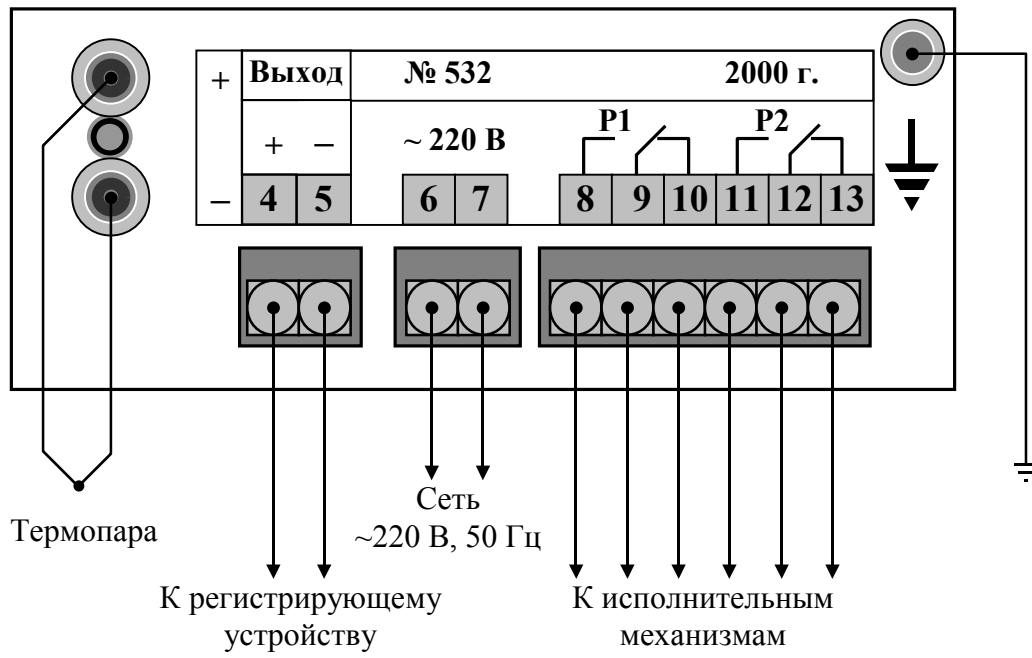 + Выход № 532 2000 г.
+ − ~ 220 В Р1 Р2
− 4 5 6 7 8 9 10 11 12 13
Термопара
Сеть
~220 В, 50 Гц
К регистрирующему
устройству
К исполнительным
механизмам